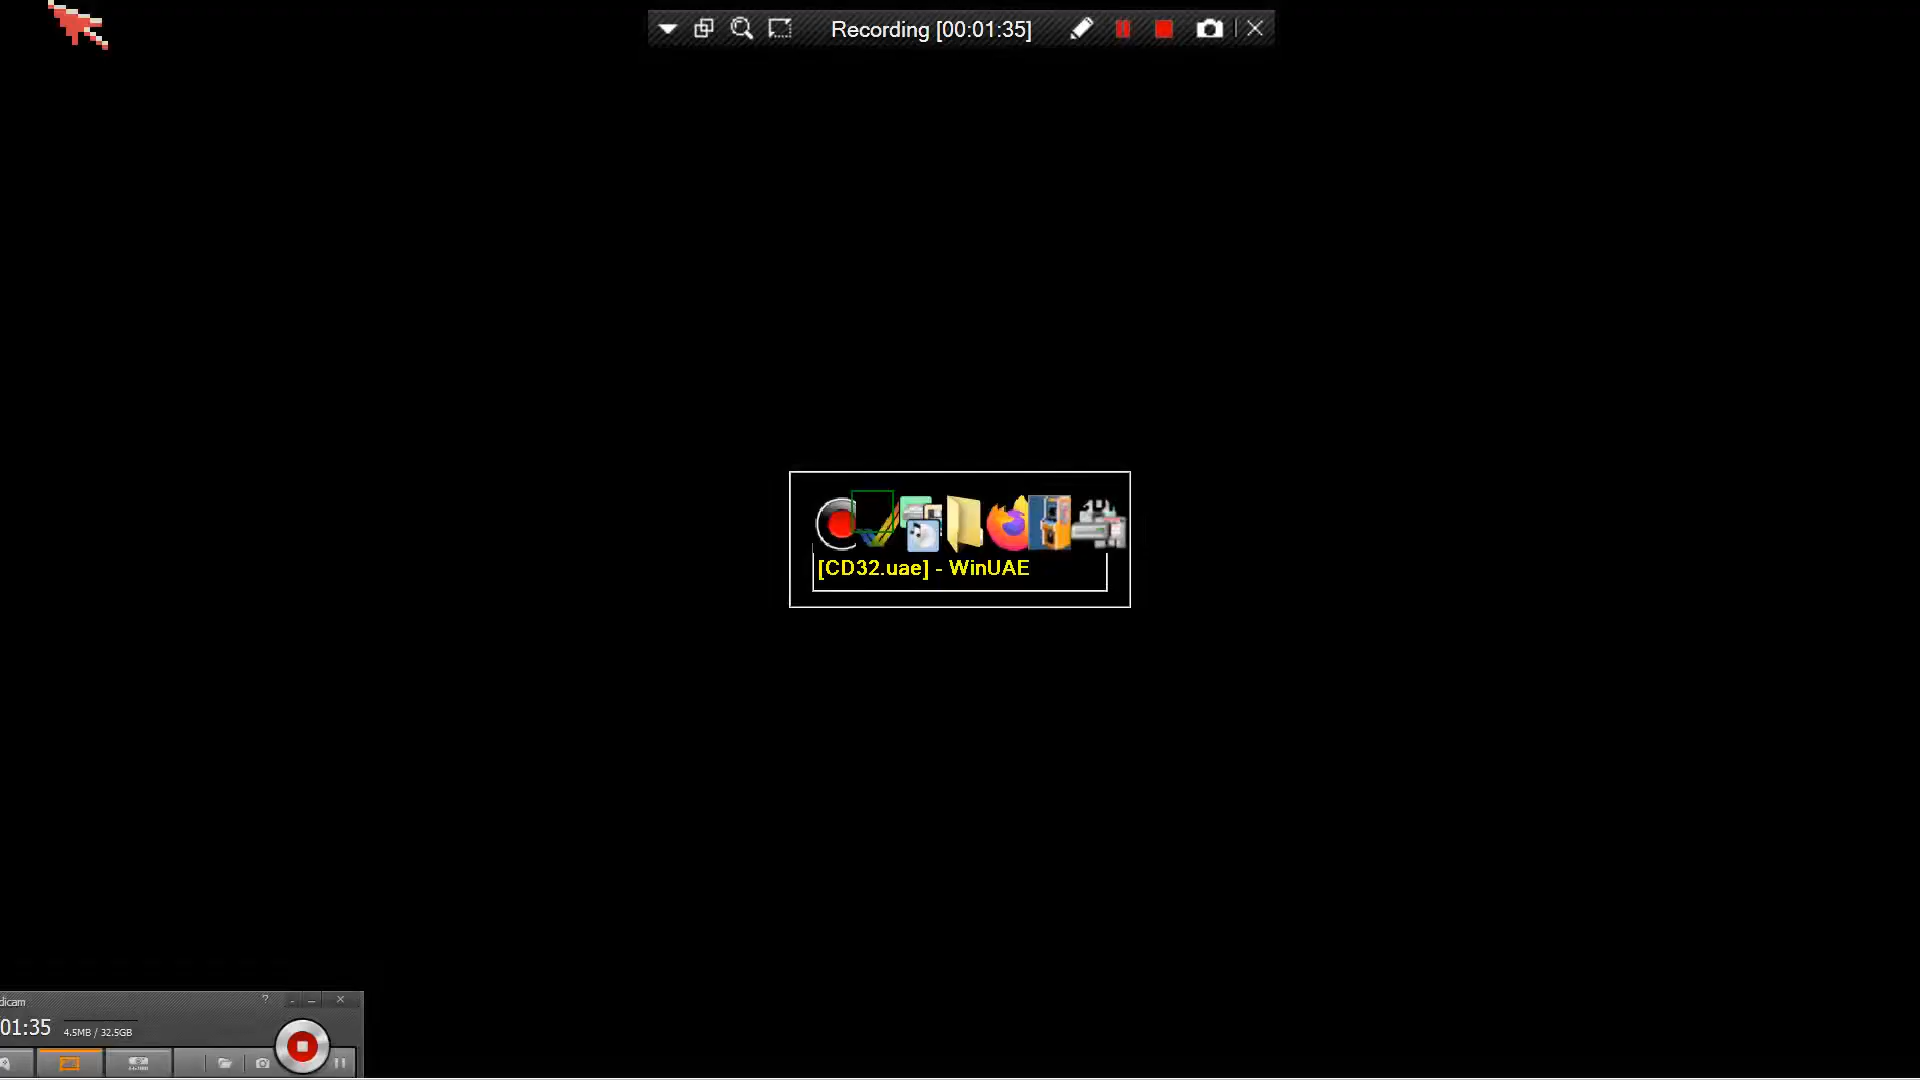 Recording [00:01:35]
[CD32.uae] - WinUAE
dicam
?
01:35
4.5MB / 32.5GB